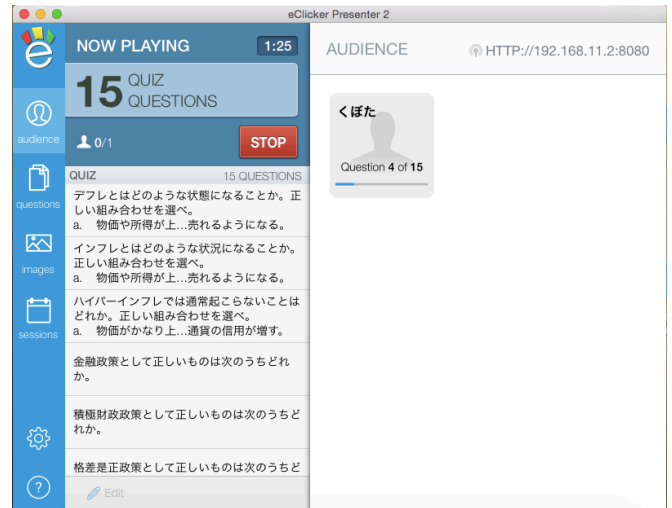 eClicker Presenter 2
e
audience
questions
images
sessions
?
NOW PLAYING 1:25
15 QUIZ
QUESTIONS
0/1 STOP
QUIZ 15 QUESTIONS
デフレとはどのような状態になることか。正
しい組み合わせを選べ。
a. 物価や所得が上...売れるようになる。
インフレとはどのような状況になることか。
正しい組み合わせを選べ。
a. 物価や所得が上...売れるようになる。
ハイパーインフレでは通常起こらないことは
どれか。正しい組み合わせを選べ。
a. 物価がかなり上...通貨の信用が増す。
金融政策として正しいものは次のうちどれ
か。
積極財政政策として正しいものは次のうちど
れか。
格差是正政策として正しいものは次のうちど
Edit
AUDIENCE HTTP://192.168.11.2:8080
くぼた
Question 4 of 15